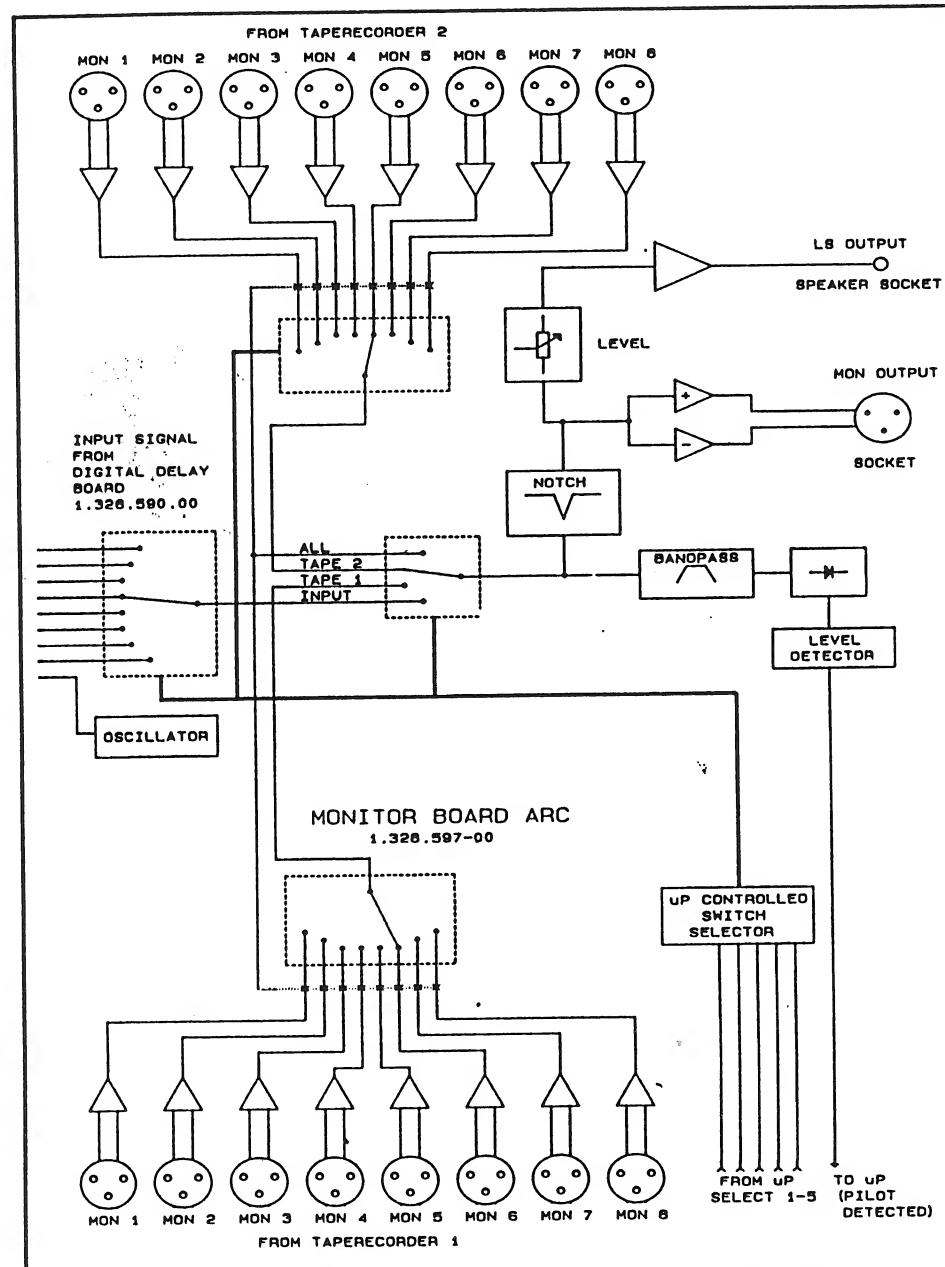 FROM TAPERECORDER 2
MON 1 MON 2 MON 3 MON 4 MON 5 MON 6 MON 7 MON 8
LS OUTPUT
SPEAKER SOCKET
LEVEL
MON OUTPUT
+
-
SOCKET
INPUT SIGNAL
FROM
DIGITAL DELAY
BOARD
1.328.590.00
NOTCH
ALL
TAPE 2
TAPE 1
INPUT
BANDPASS
LEVEL
DETECTOR
OSCILLATOR
MONITOR BOARD ARC
1.328.597-00
uP CONTROLLED
SWITCH
SELECTOR
FROM uP
SELECT 1-5
TO uP
(PILOT
DETECTED)
MON 1 MON 2 MON 3 MON 4 MON 5 MON 6 MON 7 MON 8
FROM TAPERECORDER 1